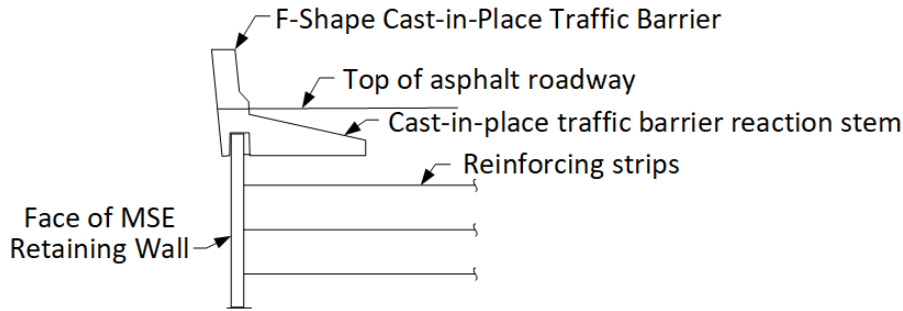 F-Shape Cast-in-Place Traffic Barrier
Top of asphalt roadway
Cast-in-place traffic barrier reaction stem
Reinforcing strips
Face of MSE
Retaining Wall